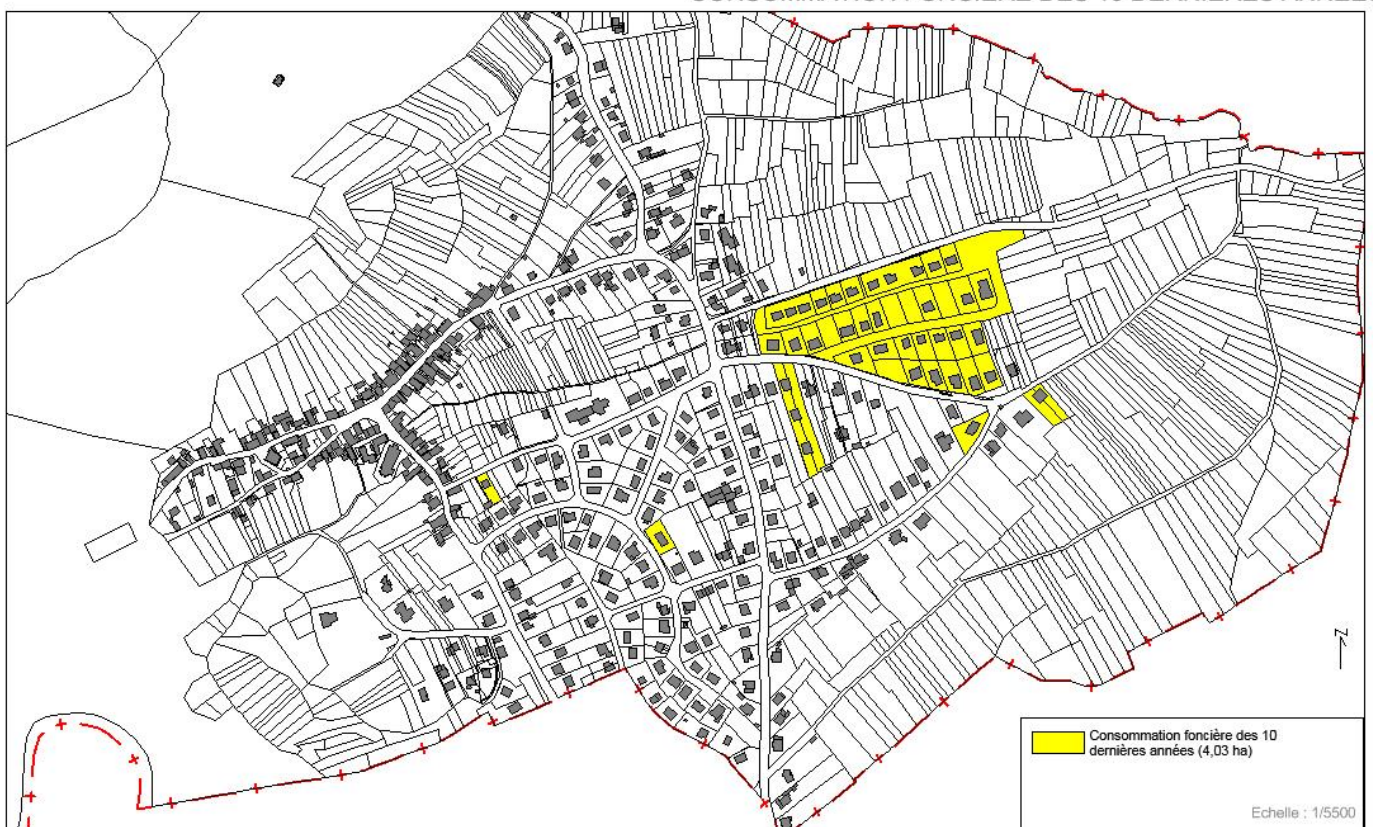 Consommation foncière des 10
dernières années (4,03 ha)
Echelle : 1/5500
Z